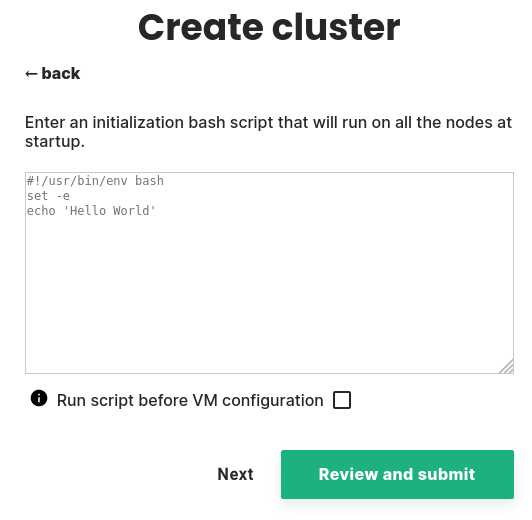 Create cluster
← back
Enter an initialization bash script that will run on all the nodes at
startup.
#!/usr/bin/env bash
set -e
echo 'Hello World'
Run script before VM configuration
Next
Review and submit